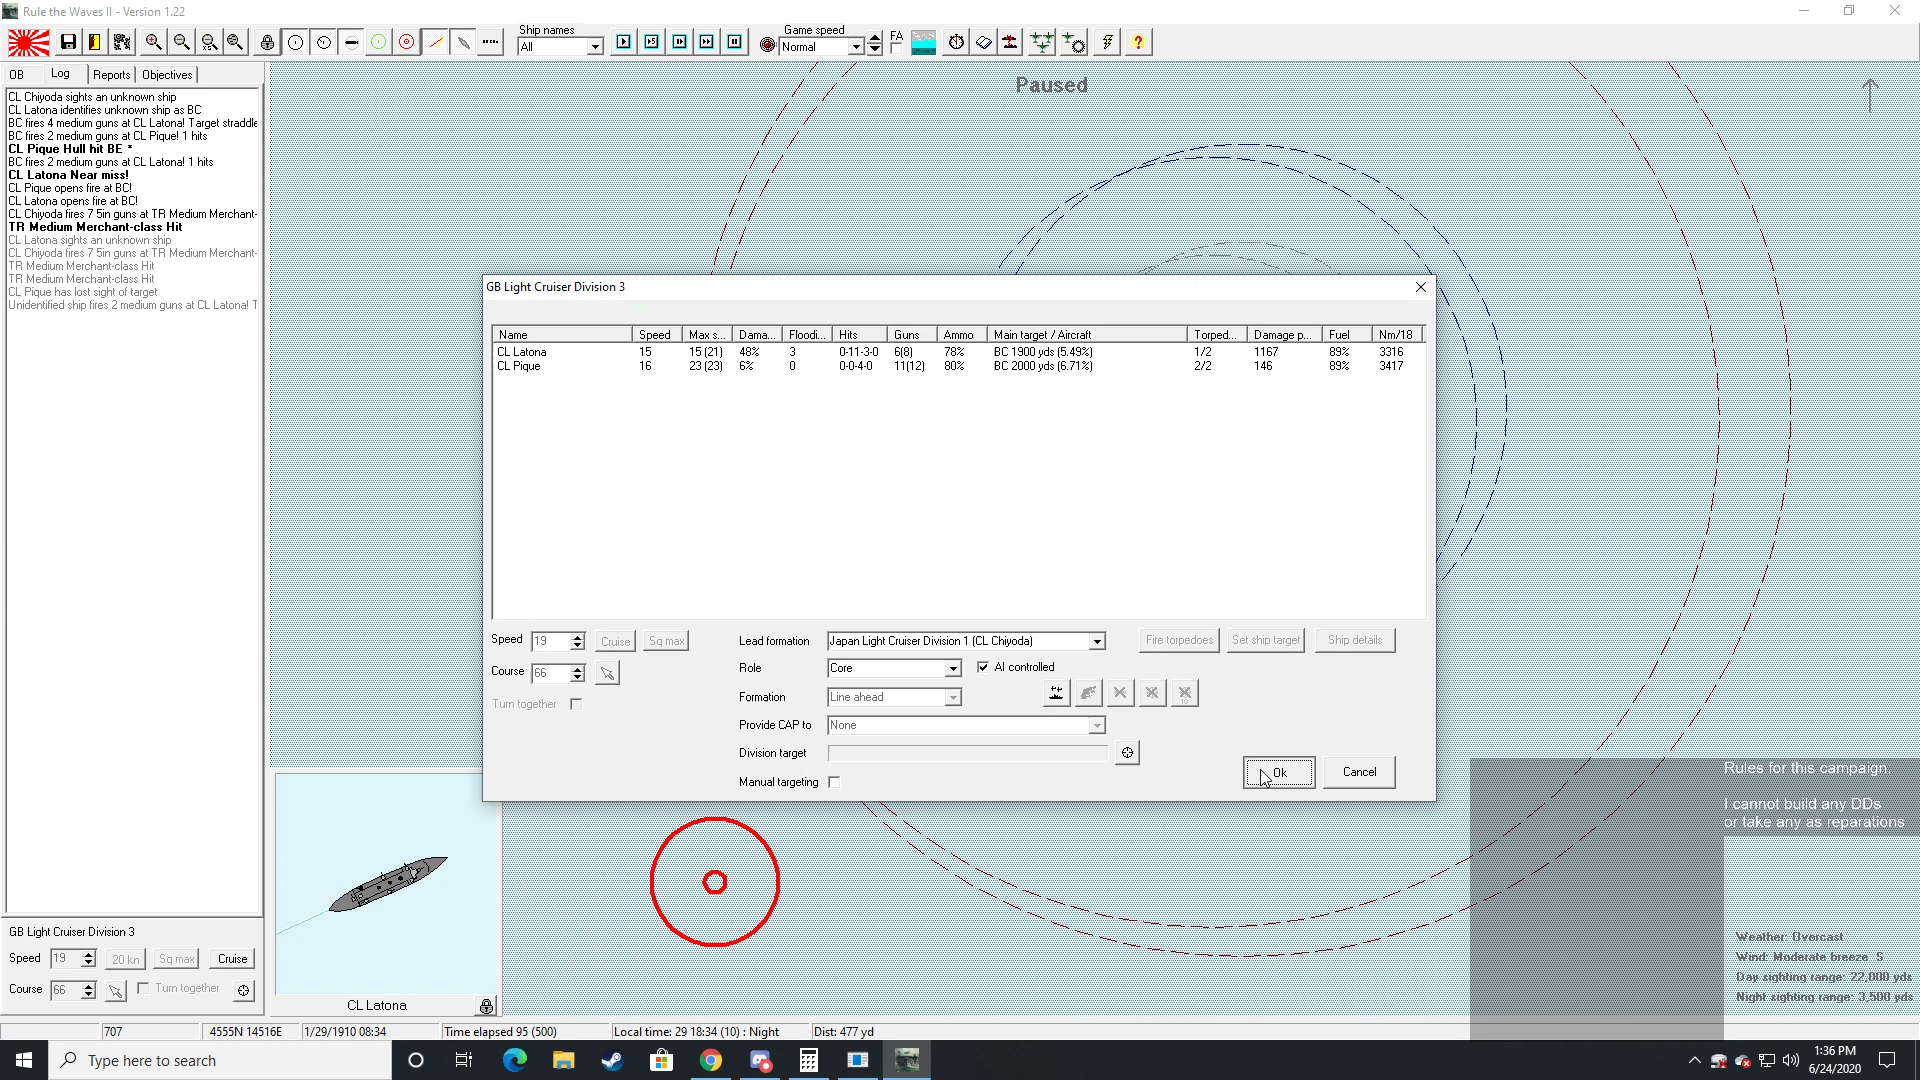 Rule the Waves II - Version 1.22
Ship names
All
Game speed
Normal
FA
OB
Log
Reports
Objectives
CL Chiyoda sights an unknown ship
CL Latona identifies unknown ship as BC
BC fires 4 medium guns at CL Latona! Target straddle
BC fires 2 medium guns at CL Pique! 1 hits
CL Pique Hull hit BE *
BC fires 2 medium guns at CL Latona! 1 hits
CL Latona Near miss!
CL Pique opens fire at BC!
CL Latona opens fire at BC!
CL Chiyoda fires 7 5in guns at TR Medium Merchant-
TR Medium Merchant-class Hit
CL Latona sights an unknown ship
CL Chiyoda fires 7 5in guns at TR Medium Merchant-
TR Medium Merchant-class Hit
TR Medium Merchant-class Hit
CL Pique has lost sight of target
Unidentified ship fires 2 medium guns at CL Latona! T
Paused
GB Light Cruiser Division 3
Name Speed Max s... Dama... Floodi... Hits Guns Ammo Main target / Aircraft Torped... Damage p... Fuel Nm/18
CL Latona 15 15 (21) 48% 3 0-11-3-0 6(8) 78% BC 1900 yds (5.49%) 1/2 1167 89% 3316
CL Pique 16 23 (23) 6% 0 0-0-4-0 11(12) 80% BC 2000 yds (6.71%) 2/2 146 89% 3417
Speed 19 Cruise Sq max
Course 66
Turn together
Lead formation Japan Light Cruiser Division 1 (CL Chiyoda)
Role Core AI controlled
Formation Line ahead
10
Provide CAP to None
Division target
Manual targeting
Fire torpedoes Set ship target Ship details
Ok Cancel
Rules for this campaign:
I cannot build any DDs
or take any as reparations
Weather: Overcast
Wind: Moderate breeze 5
Day sighting range: 22,000 yds
Night sighting range: 3,500 yds
GB Light Cruiser Division 3
Speed 19 20 kn Sq max Cruise
Course 66 Turn together
CL Latona
707 4555N 14516E 1/29/1910 08:34 Time elapsed 95 (500) Local time: 29 18:34 (10) : Night Dist: 477 yd
Type here to search
1:36 PM
6/24/2020